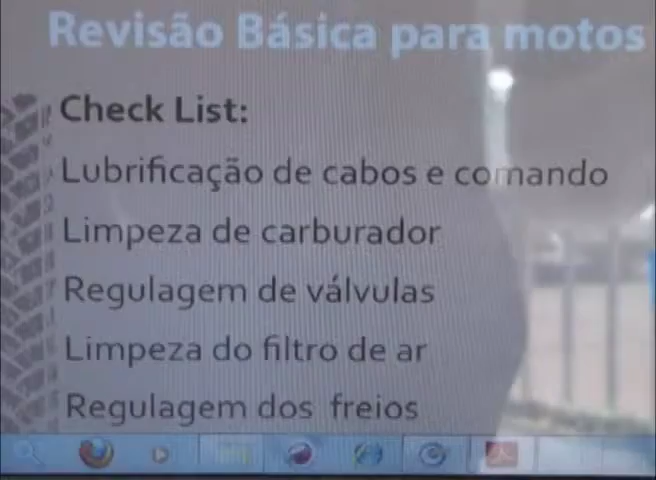 Revisão Básica para motos
Check List:
Lubrificação de cabos e comando
Limpeza de carburador
Regulagem de válvulas
Limpeza do filtro de ar
Regulagem dos freios